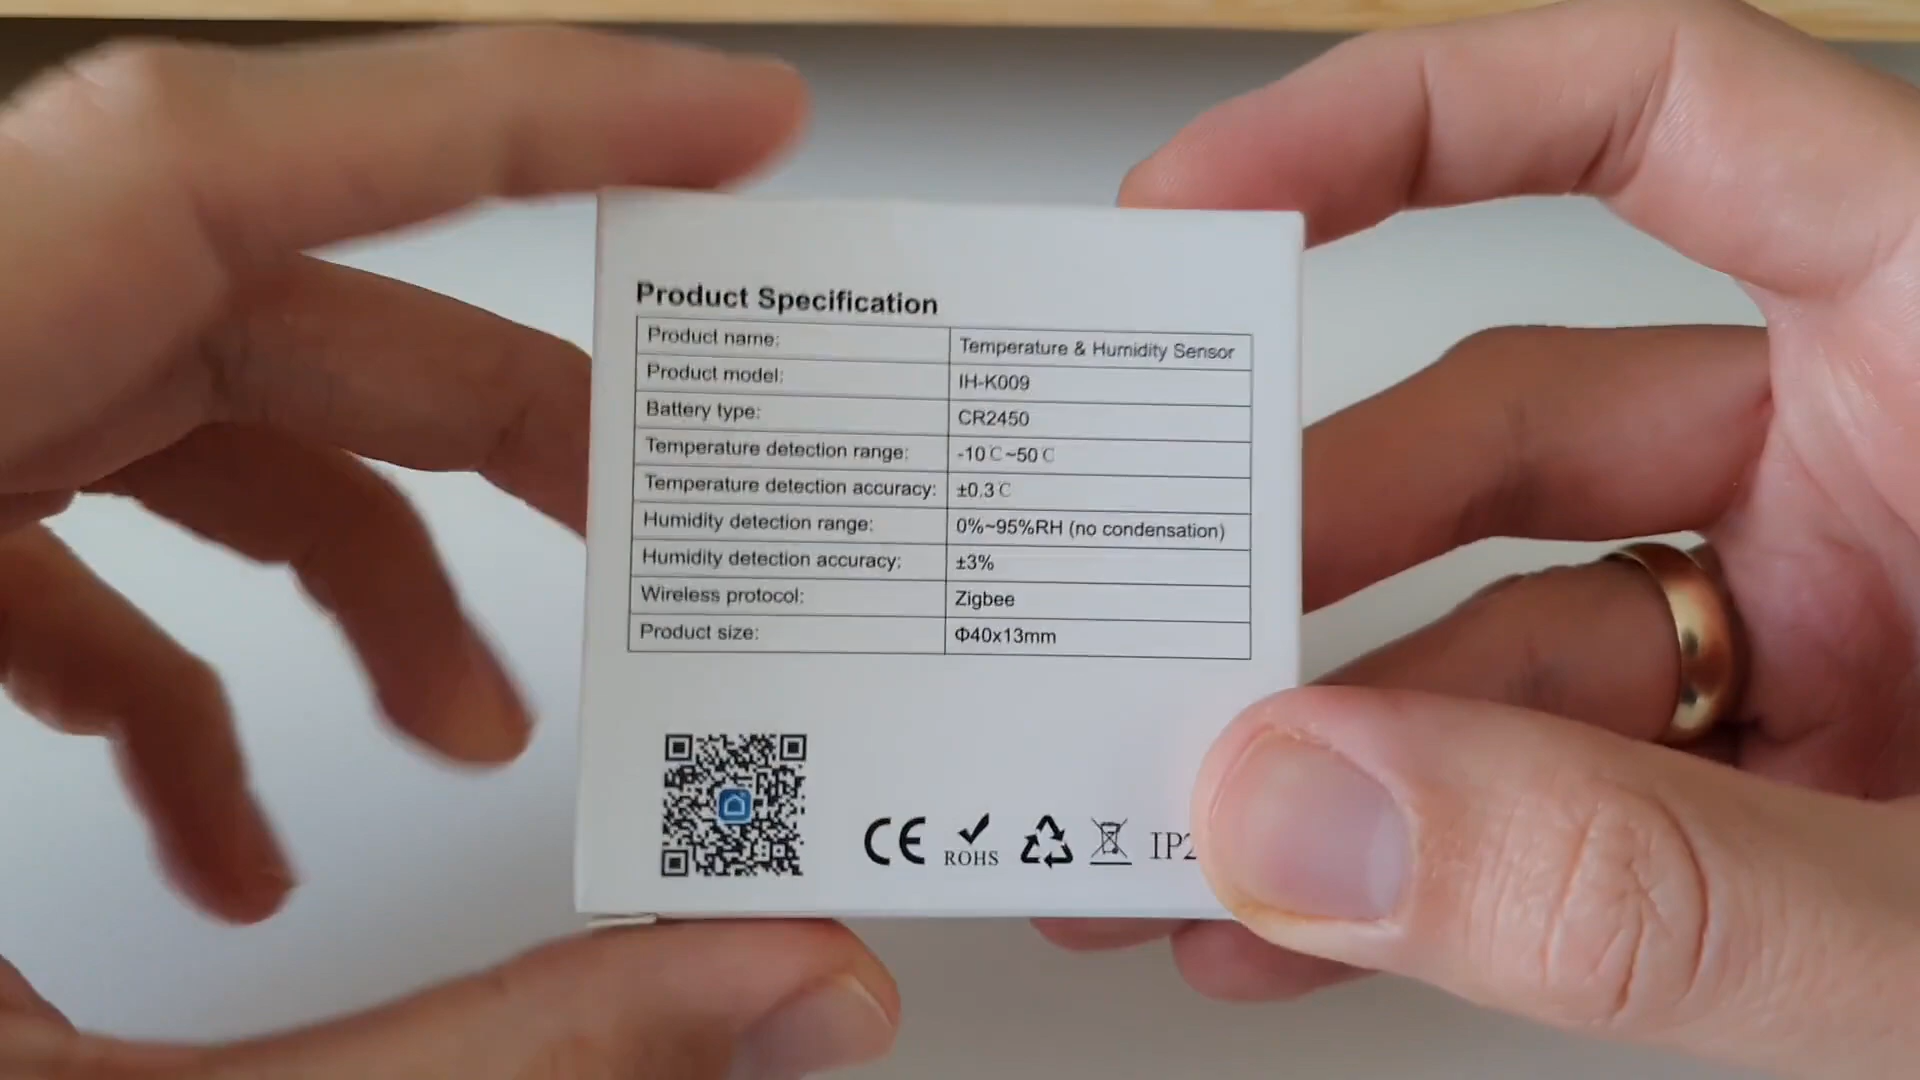 Product Specification
Product name: Temperature & Humidity Sensor
Product model: IH-K009
Battery type: CR2450
Temperature detection range: -10℃~50℃
Temperature detection accuracy: ±0.3℃
Humidity detection range: 0%~95%RH (no condensation)
Humidity detection accuracy: ±3%
Wireless protocol: Zigbee
Product size: Φ40x13mm
CE ROHS